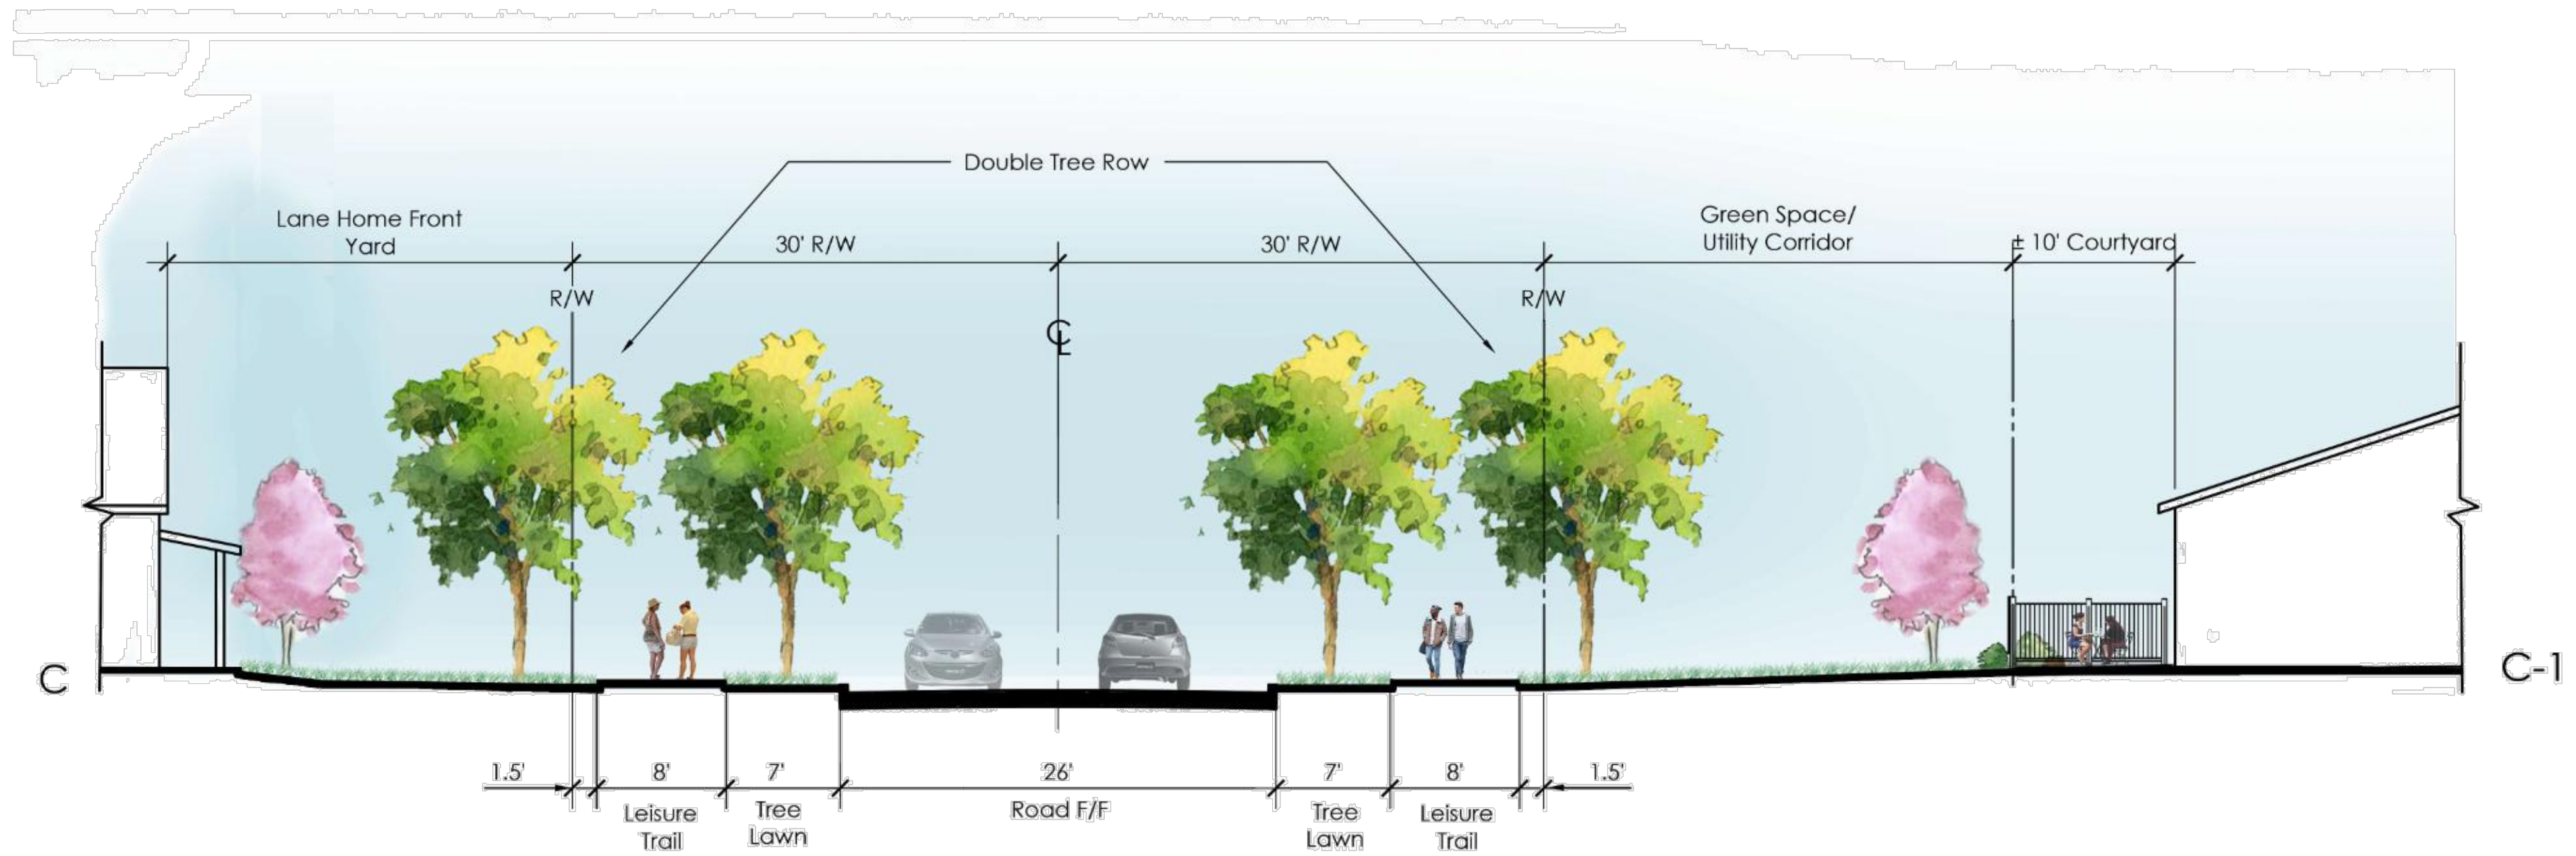 Double Tree Row
Lane Home Front
Yard
30' R/W
30' R/W
Green Space/
Utility Corridor
± 10' Courtyard
R/W
R/W
℄
C
C-1
1.5'
8'
7'
26'
7'
8'
1.5'
Leisure
Trail
Tree
Lawn
Road F/F
Tree
Lawn
Leisure
Trail